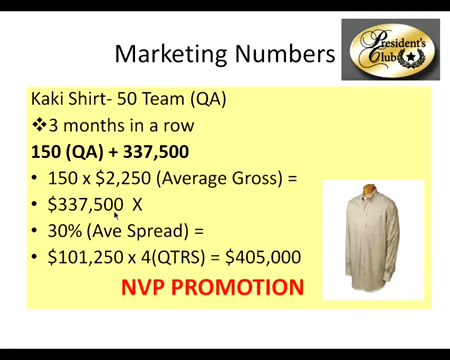 Marketing Numbers
President's
Club
Kaki Shirt- 50 Team (QA)
❖3 months in a row
150 (QA) + 337,500
• 150 x $2,250 (Average Gross) =
• $337,500 X
• 30% (Ave Spread) =
• $101,250 x 4(QTRS) = $405,000
NVP PROMOTION